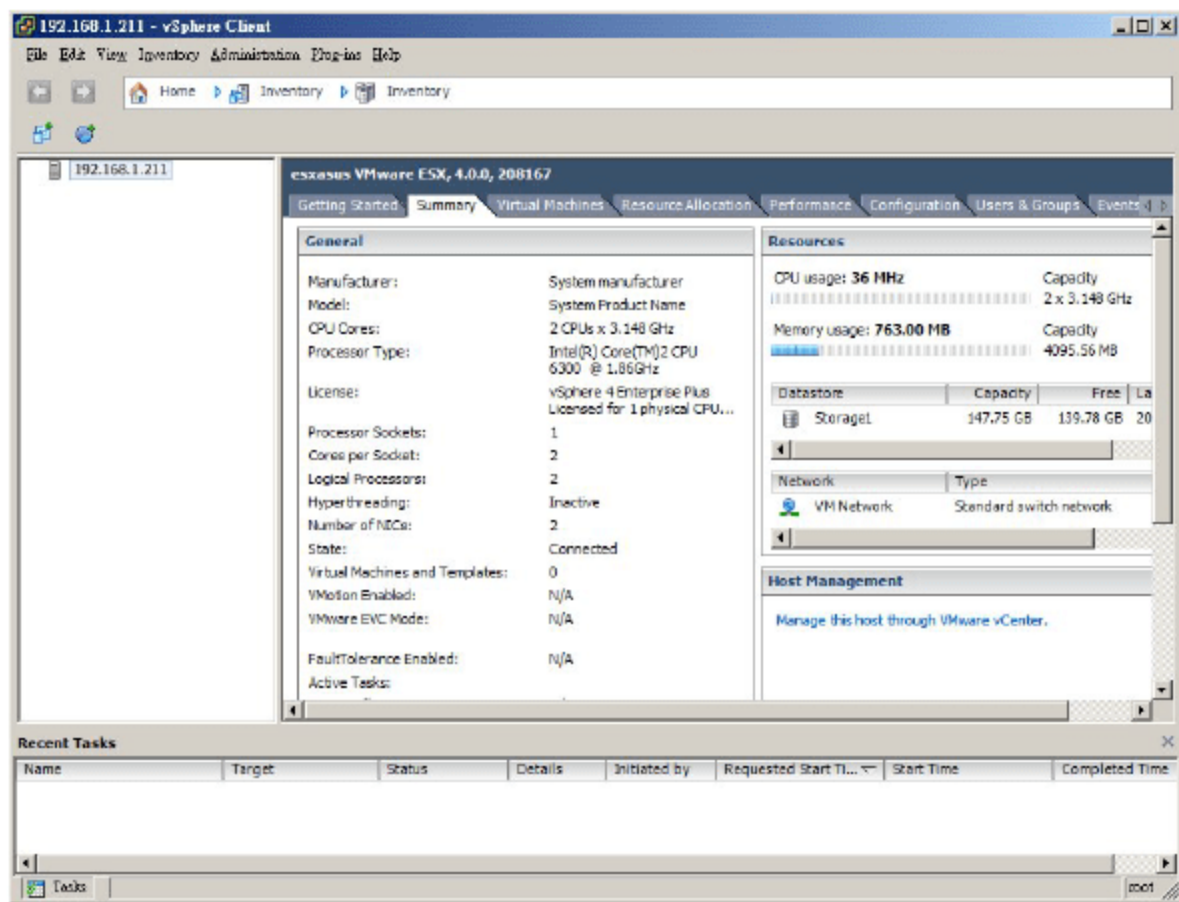 192.168.1.211 - vSphere Client
File Edit View Inventory Administration Plug-ins Help
Home Inventory Inventory
192.168.1.211
esxasus VMware ESX, 4.0.0, 208167
Getting Started Summary Virtual Machines Resource Allocation Performance Configuration Users & Groups Events
General
Manufacturer: System manufacturer
Model: System Product Name
CPU Cores: 2 CPUs x 3.148 GHz
Processor Type: Intel(R) Core(TM)2 CPU
6300 @ 1.86GHz
License: vSphere 4 Enterprise Plus
Licensed for 1 physical CPU...
Processor Sockets: 1
Cores per Socket: 2
Logical Processors: 2
Hyperthreading: Inactive
Number of NICs: 2
State: Connected
Virtual Machines and Templates: 0
VMotion Enabled: N/A
VMware EVC Mode: N/A
FaultTolerance Enabled: N/A
Active Tasks:
Resources
CPU usage: 36 MHz Capacity
2 x 3.148 GHz
Memory usage: 763.00 MB Capacity
4095.56 MB
Datastore Capacity Free La
Storage1 147.75 GB 139.78 GB 20
Network Type
VM Network Standard switch network
Host Management
Manage this host through VMware vCenter.
Recent Tasks
Name Target Status Details Initiated by Requested Start Ti... Start Time Completed Time
Tasks root